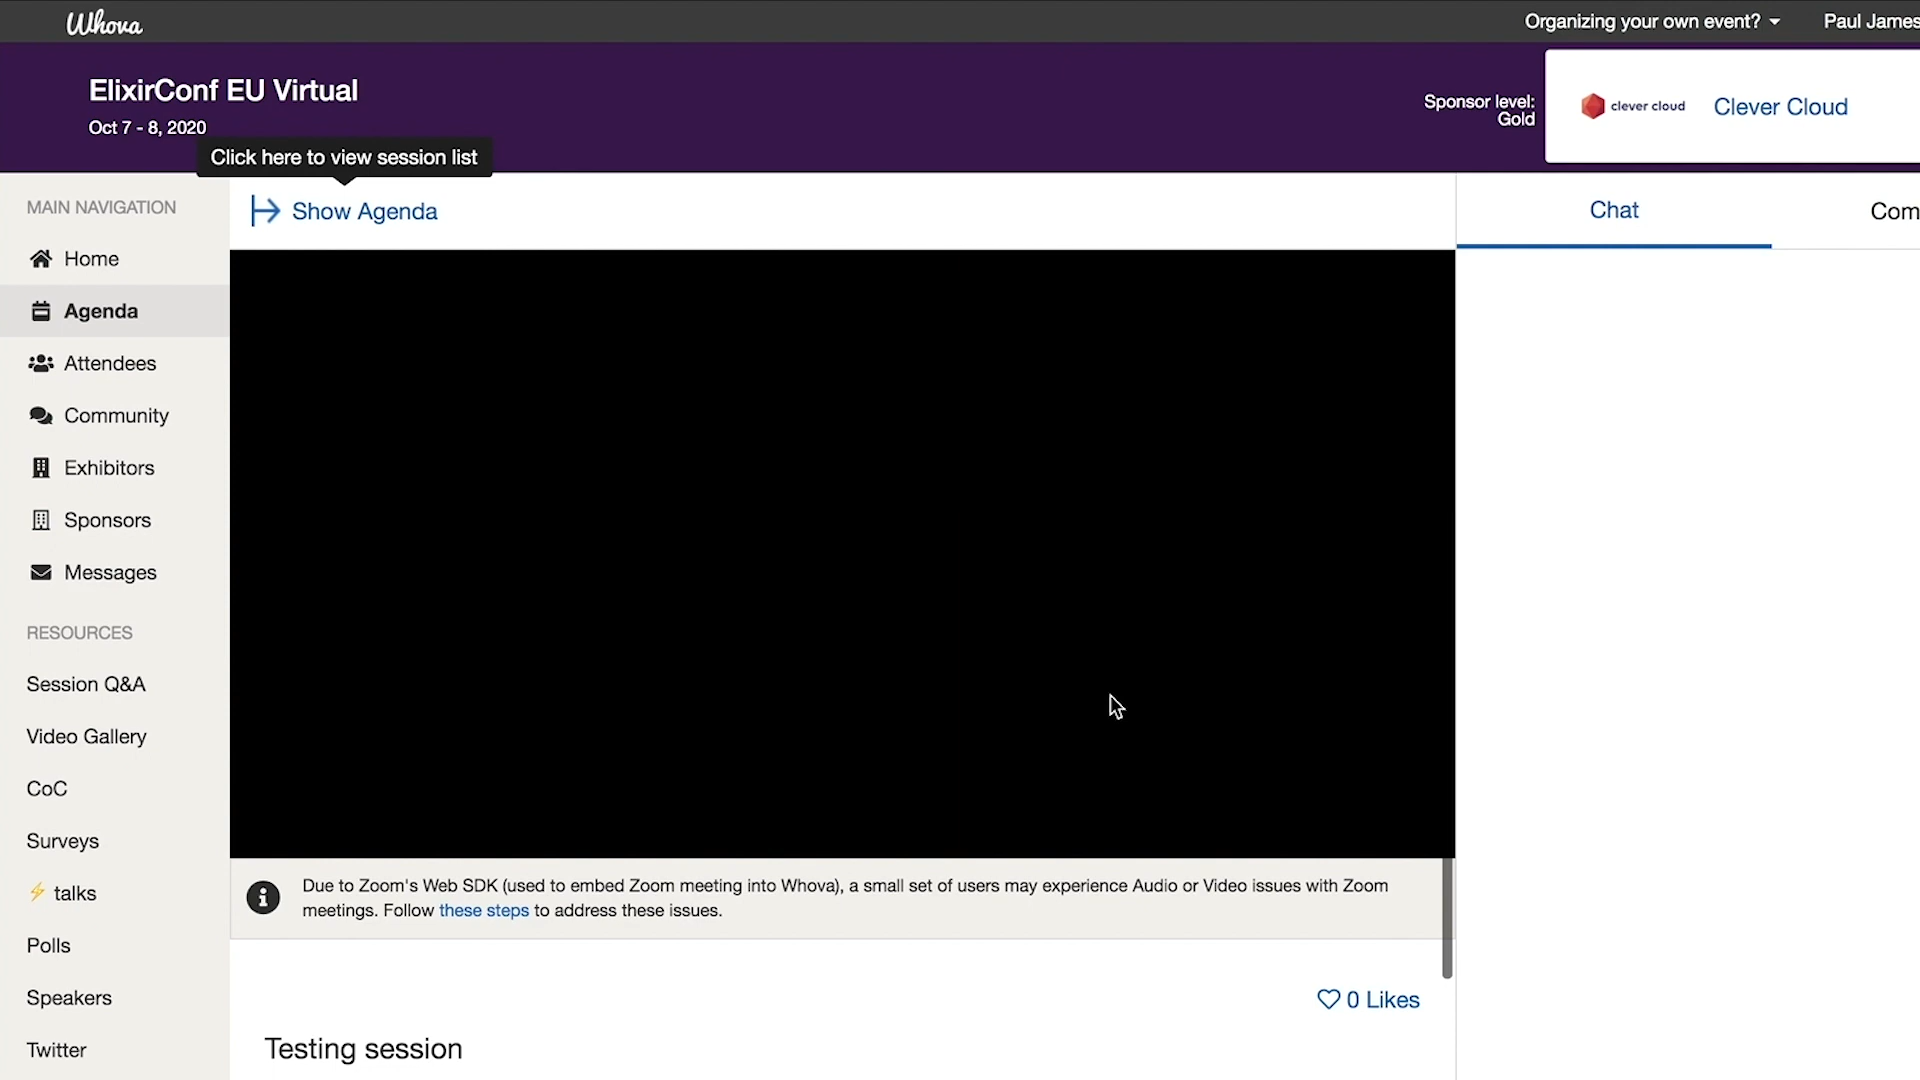 Whova
Organizing your own event?
Paul James
ElixirConf EU Virtual
Oct 7 - 8, 2020
Sponsor level:
Gold
clever cloud
Clever Cloud
Click here to view session list
MAIN NAVIGATION
Show Agenda
Chat
Com
Home
Agenda
Attendees
Community
Exhibitors
Sponsors
Messages
RESOURCES
Session Q&A
Video Gallery
CoC
Surveys
⚡ talks
Polls
Speakers
Twitter
Due to Zoom's Web SDK (used to embed Zoom meeting into Whova), a small set of users may experience Audio or Video issues with Zoom
meetings. Follow these steps to address these issues.
0 Likes
Testing session